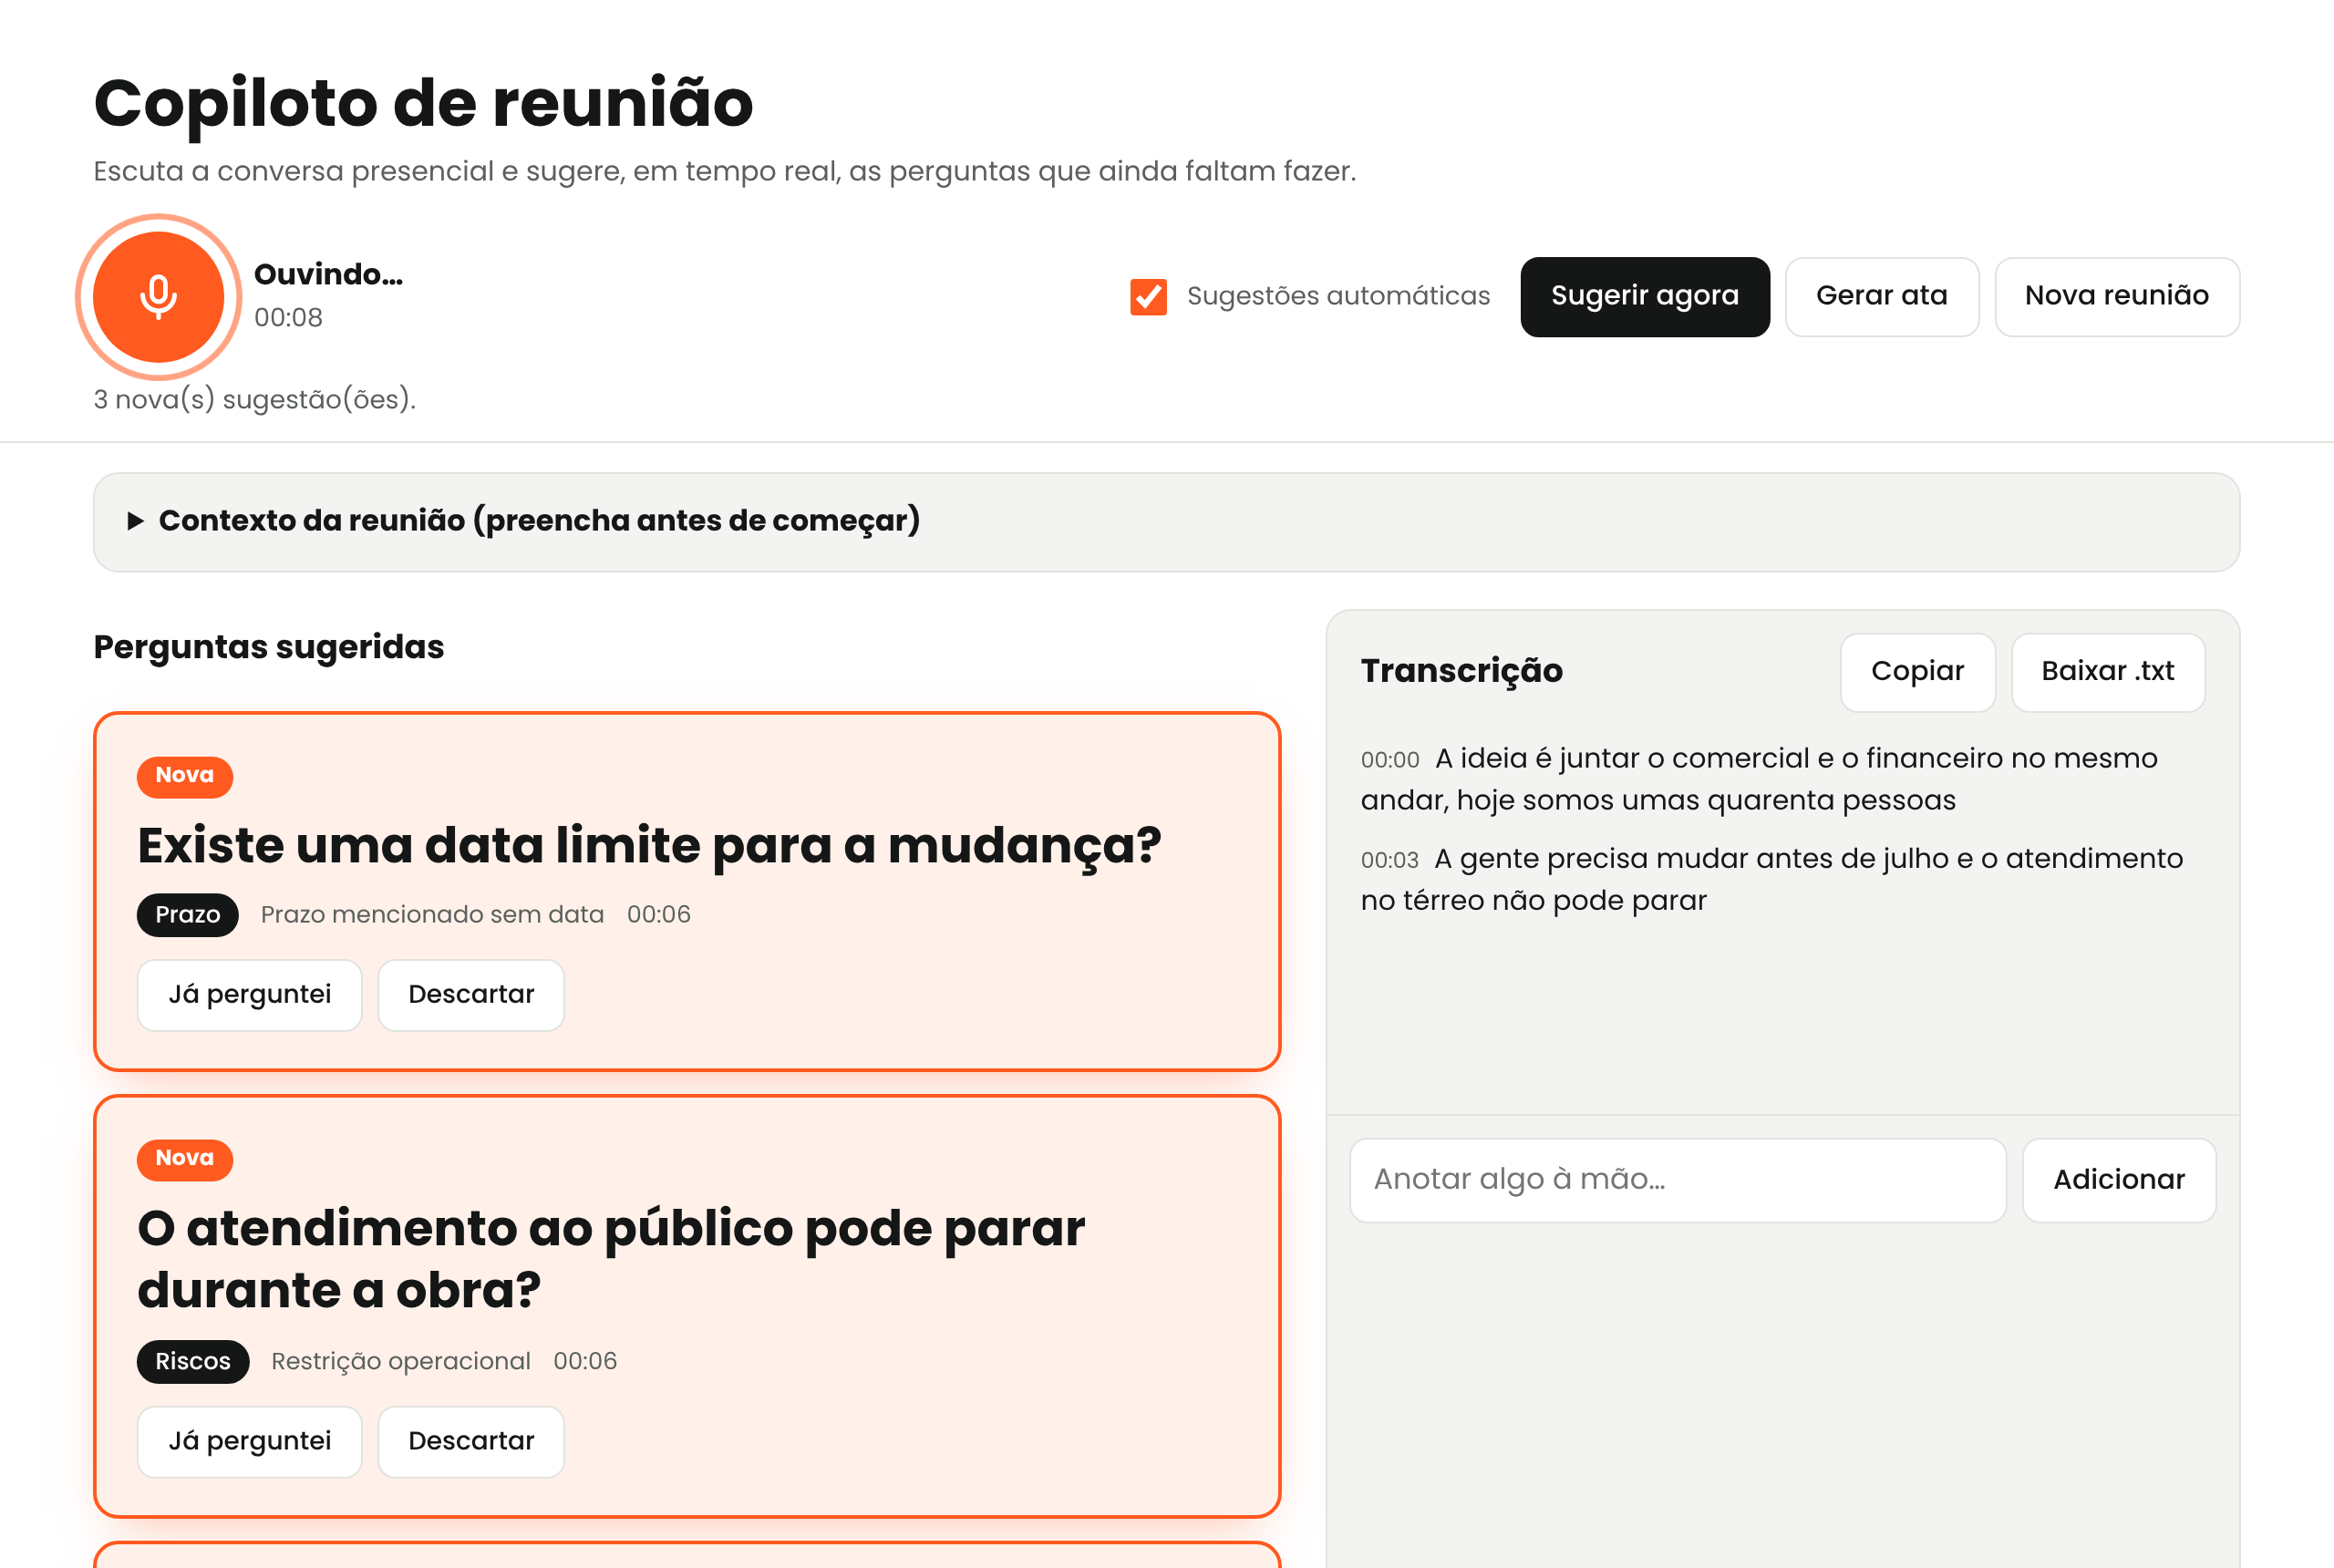 Copiloto de reunião
Escuta a conversa presencial e sugere, em tempo real, as perguntas que ainda faltam fazer.
Ouvindo...
00:08
Sugestões automáticas
Sugerir agora
Gerar ata
Nova reunião
3 nova(s) sugestão(ões).
Contexto da reunião (preencha antes de começar)
Perguntas sugeridas
Nova
Existe uma data limite para a mudança?
Prazo Prazo mencionado sem data 00:06
Já perguntei
Descartar
Nova
O atendimento ao público pode parar
durante a obra?
Riscos Restrição operacional 00:06
Já perguntei
Descartar
Transcrição
Copiar
Baixar .txt
00:00 A ideia é juntar o comercial e o financeiro no mesmo
andar, hoje somos umas quarenta pessoas
00:03 A gente precisa mudar antes de julho e o atendimento
no térreo não pode parar
Anotar algo à mão...
Adicionar